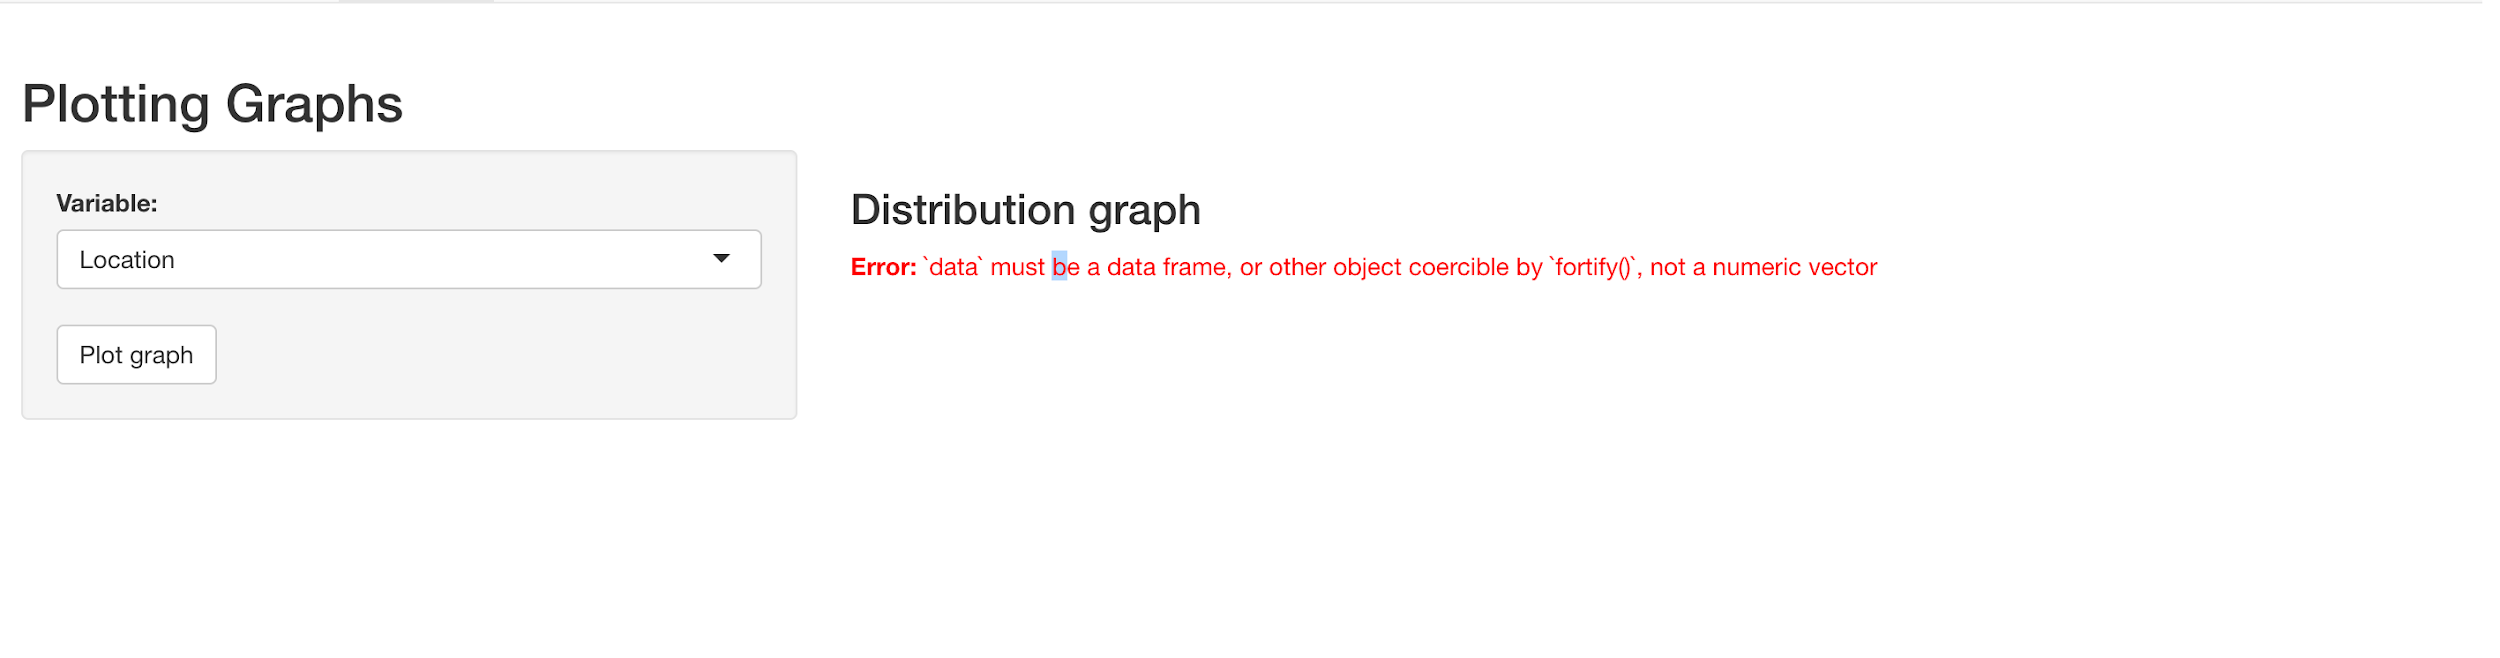 Plotting Graphs
Variable:
Location
Plot graph
Distribution graph
Error: `data` must be a data frame, or other object coercible by `fortify()`, not a numeric vector